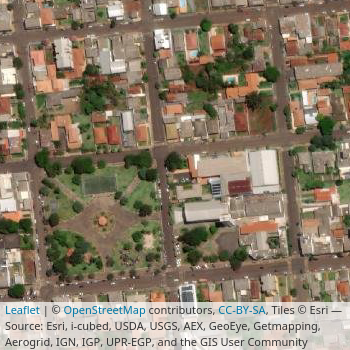 Leaflet | © OpenStreetMap contributors, CC-BY-SA, Tiles © Esri —
Source: Esri, i-cubed, USDA, USGS, AEX, GeoEye, Getmapping,
Aerogrid, IGN, IGP, UPR-EGP, and the GIS User Community